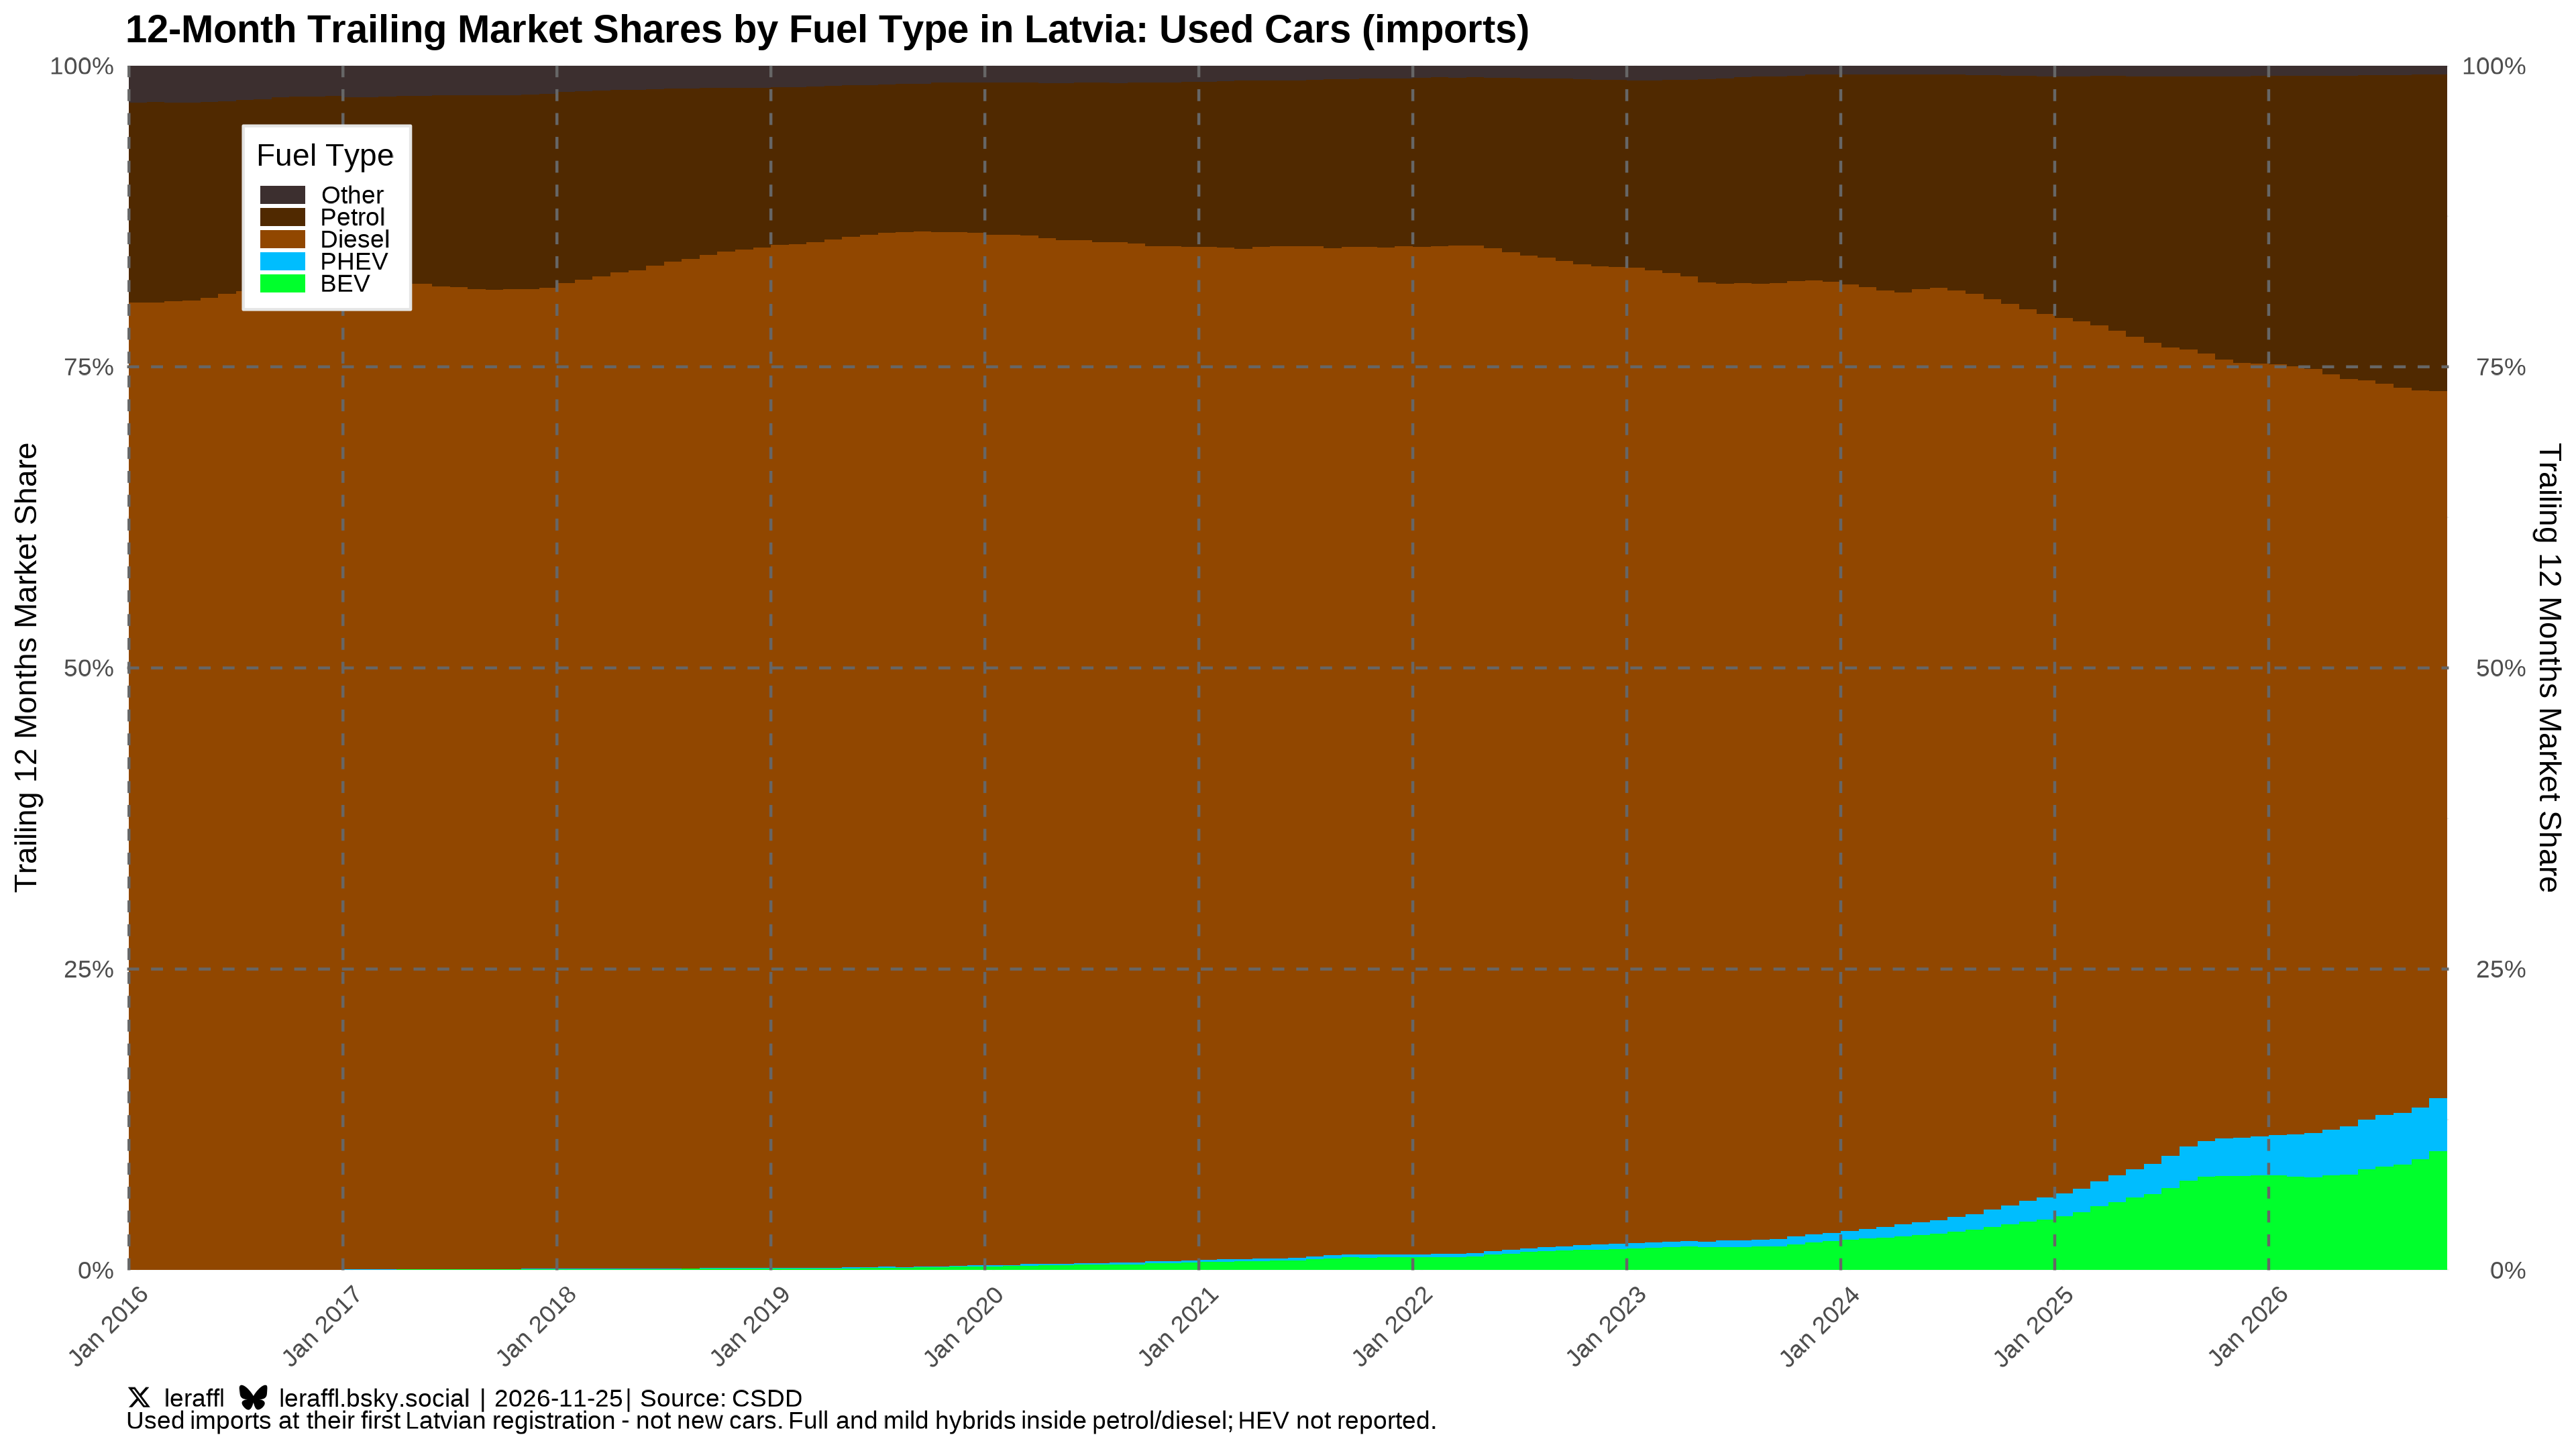 12-Month Trailing Market Shares by Fuel Type in Latvia: Used Cars (imports)
100%
75%
50%
25%
0%
Trailing 12 Months Market Share
Fuel Type
Other
Petrol
Diesel
PHEV
BEV
100%
75%
50%
25%
0%
Trailing 12 Months Market Share
Jan 2016
Jan 2017
Jan 2018
Jan 2019
Jan 2020
Jan 2021
Jan 2022
Jan 2023
Jan 2024
Jan 2025
Jan 2026
leraffl leraffl.bsky.social | 2026-11-25| Source: CSDD
Used imports at their first Latvian registration - not new cars. Full and mild hybrids inside petrol/diesel; HEV not reported.